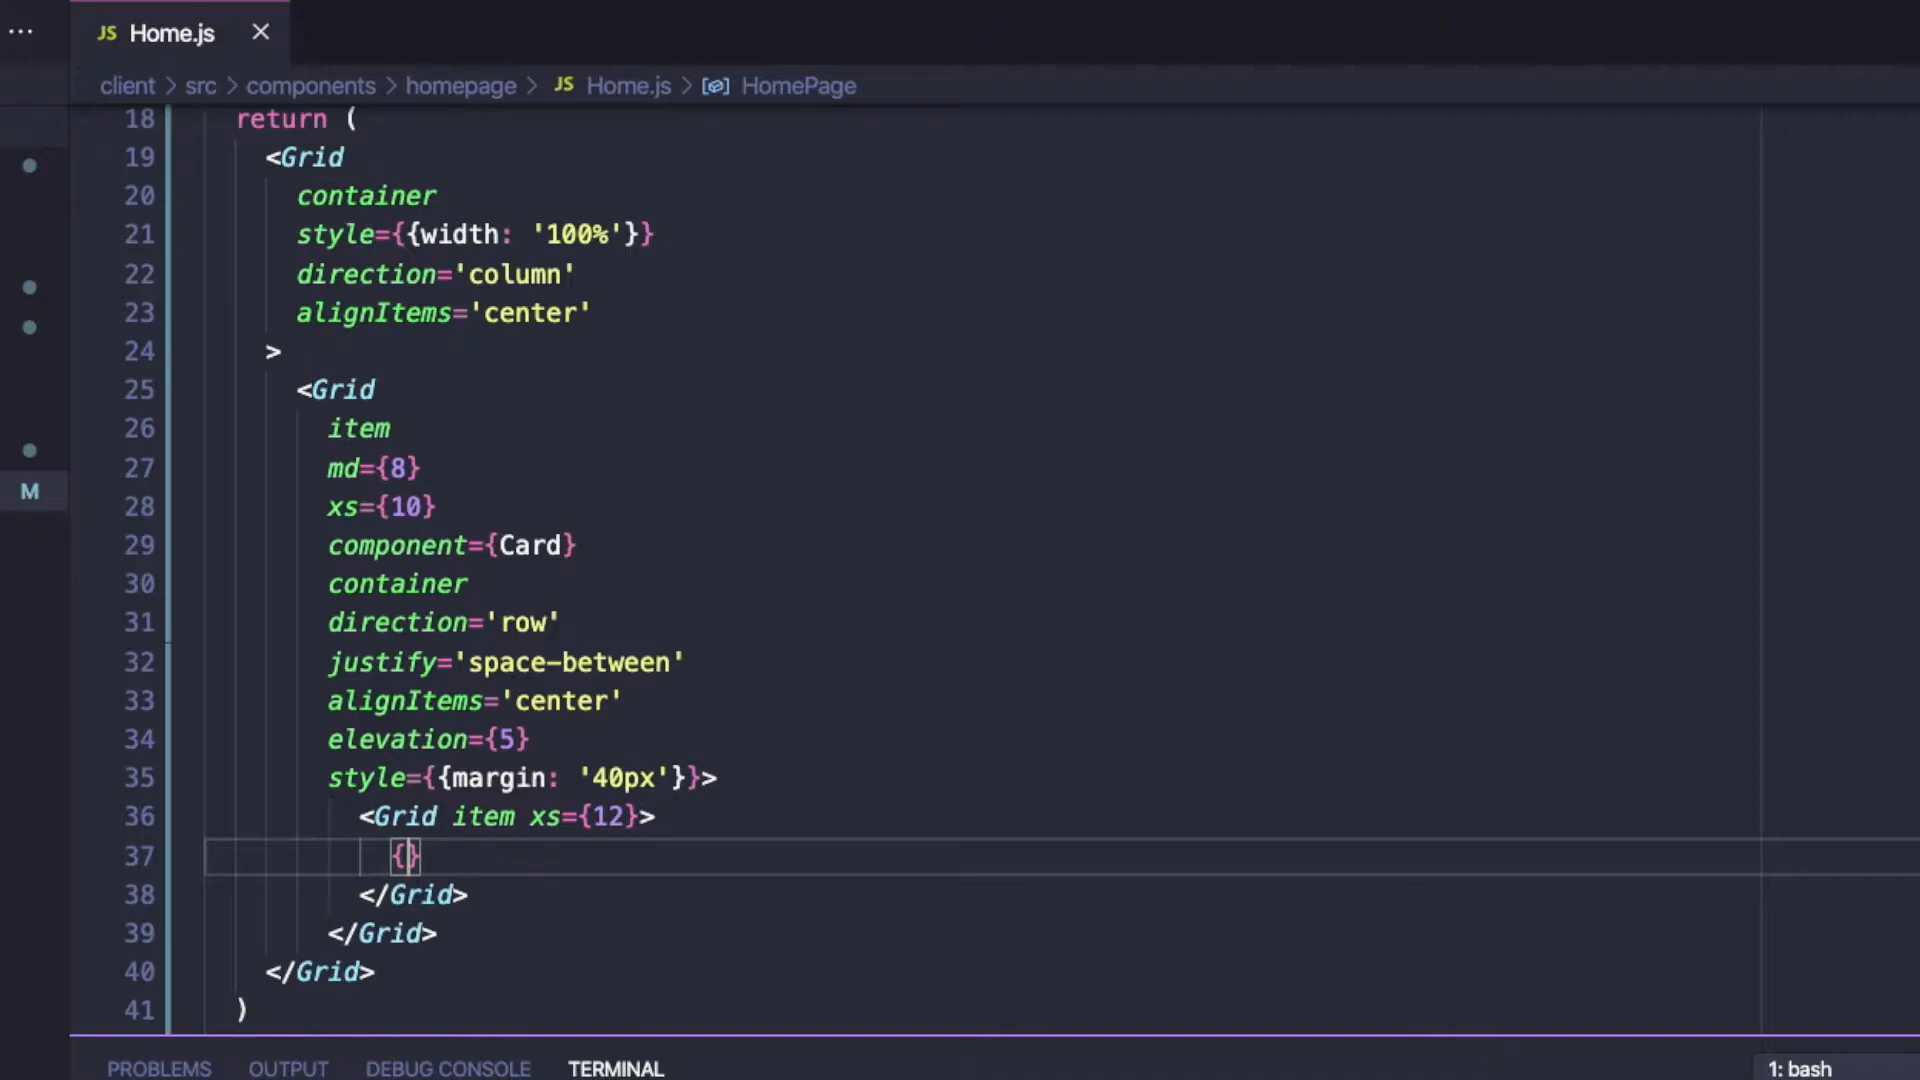 ... JS Home.js ×
client > src > components > homepage > JS Home.js > HomePage
18 return (
19 <Grid
20 container
21 style={{width: '100%'}}
22 direction='column'
23 alignItems='center'
24 >
25 <Grid
26 item
27 md={8}
M 28 xs={10}
29 component={Card}
30 container
31 direction='row'
32 justify='space-between'
33 alignItems='center'
34 elevation={5}
35 style={{margin: '40px'}}>
36 <Grid item xs={12}>
37 {}
38 </Grid>
39 </Grid>
40 </Grid>
41 )
PROBLEMS OUTPUT DEBUG CONSOLE TERMINAL 1: bash